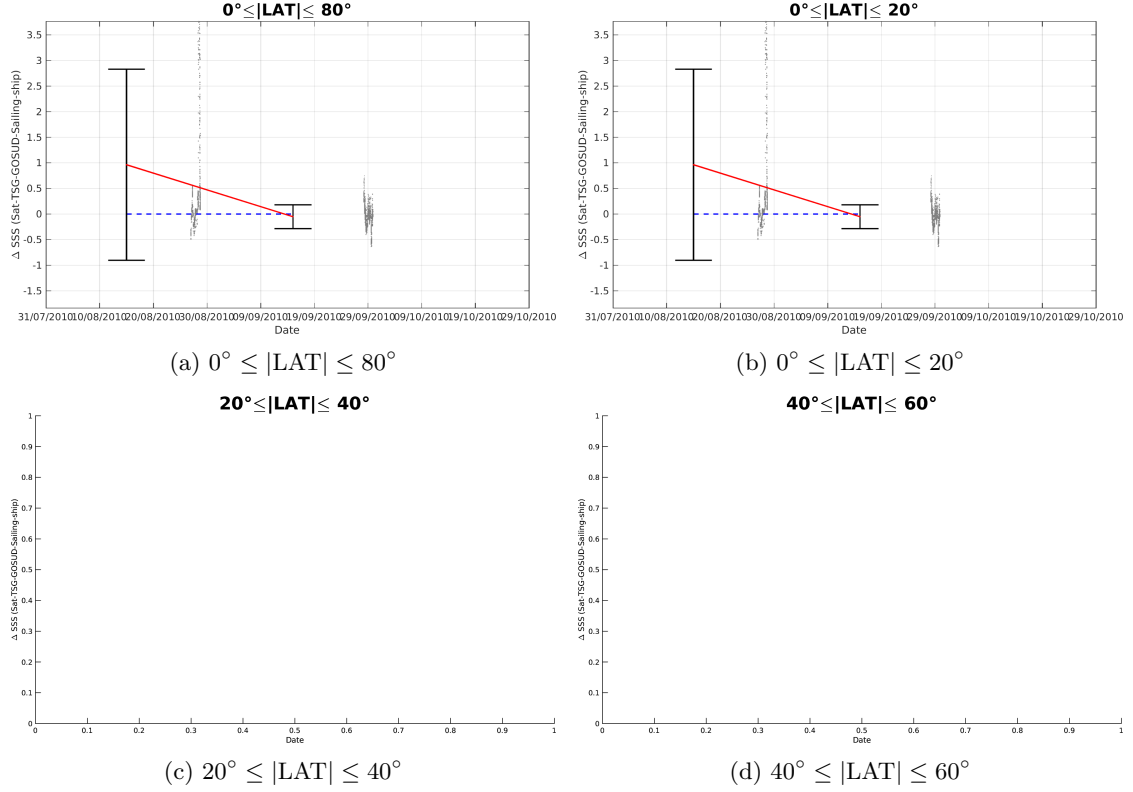 0°≤|LAT|≤ 80°
3.5
3
2.5
2
1.5
1
0.5
0
-0.5
-1
-1.5
Δ SSS (Sat-TSG-GOSUD-Sailing-ship)
31/07/2010 10/08/2010 20/08/2010 30/08/2010 09/09/2010 19/09/2010 29/09/2010 09/10/2010 19/10/2010 29/10/2010
Date
(a) 0° ≤ |LAT| ≤ 80°
0°≤|LAT|≤ 20°
3.5
3
2.5
2
1.5
1
0.5
0
-0.5
-1
-1.5
Δ SSS (Sat-TSG-GOSUD-Sailing-ship)
31/07/2010 10/08/2010 20/08/2010 30/08/2010 09/09/2010 19/09/2010 29/09/2010 09/10/2010 19/10/2010 29/10/2010
Date
(b) 0° ≤ |LAT| ≤ 20°
20°≤|LAT|≤ 40°
1
0.9
0.8
0.7
0.6
0.5
0.4
0.3
0.2
0.1
0
Δ SSS (Sat-TSG-GOSUD-Sailing-ship)
0 0.1 0.2 0.3 0.4 0.5 0.6 0.7 0.8 0.9 1
Date
(c) 20° ≤ |LAT| ≤ 40°
40°≤|LAT|≤ 60°
1
0.9
0.8
0.7
0.6
0.5
0.4
0.3
0.2
0.1
0
Δ SSS (Sat-TSG-GOSUD-Sailing-ship)
0 0.1 0.2 0.3 0.4 0.5 0.6 0.7 0.8 0.9 1
Date
(d) 40° ≤ |LAT| ≤ 60°